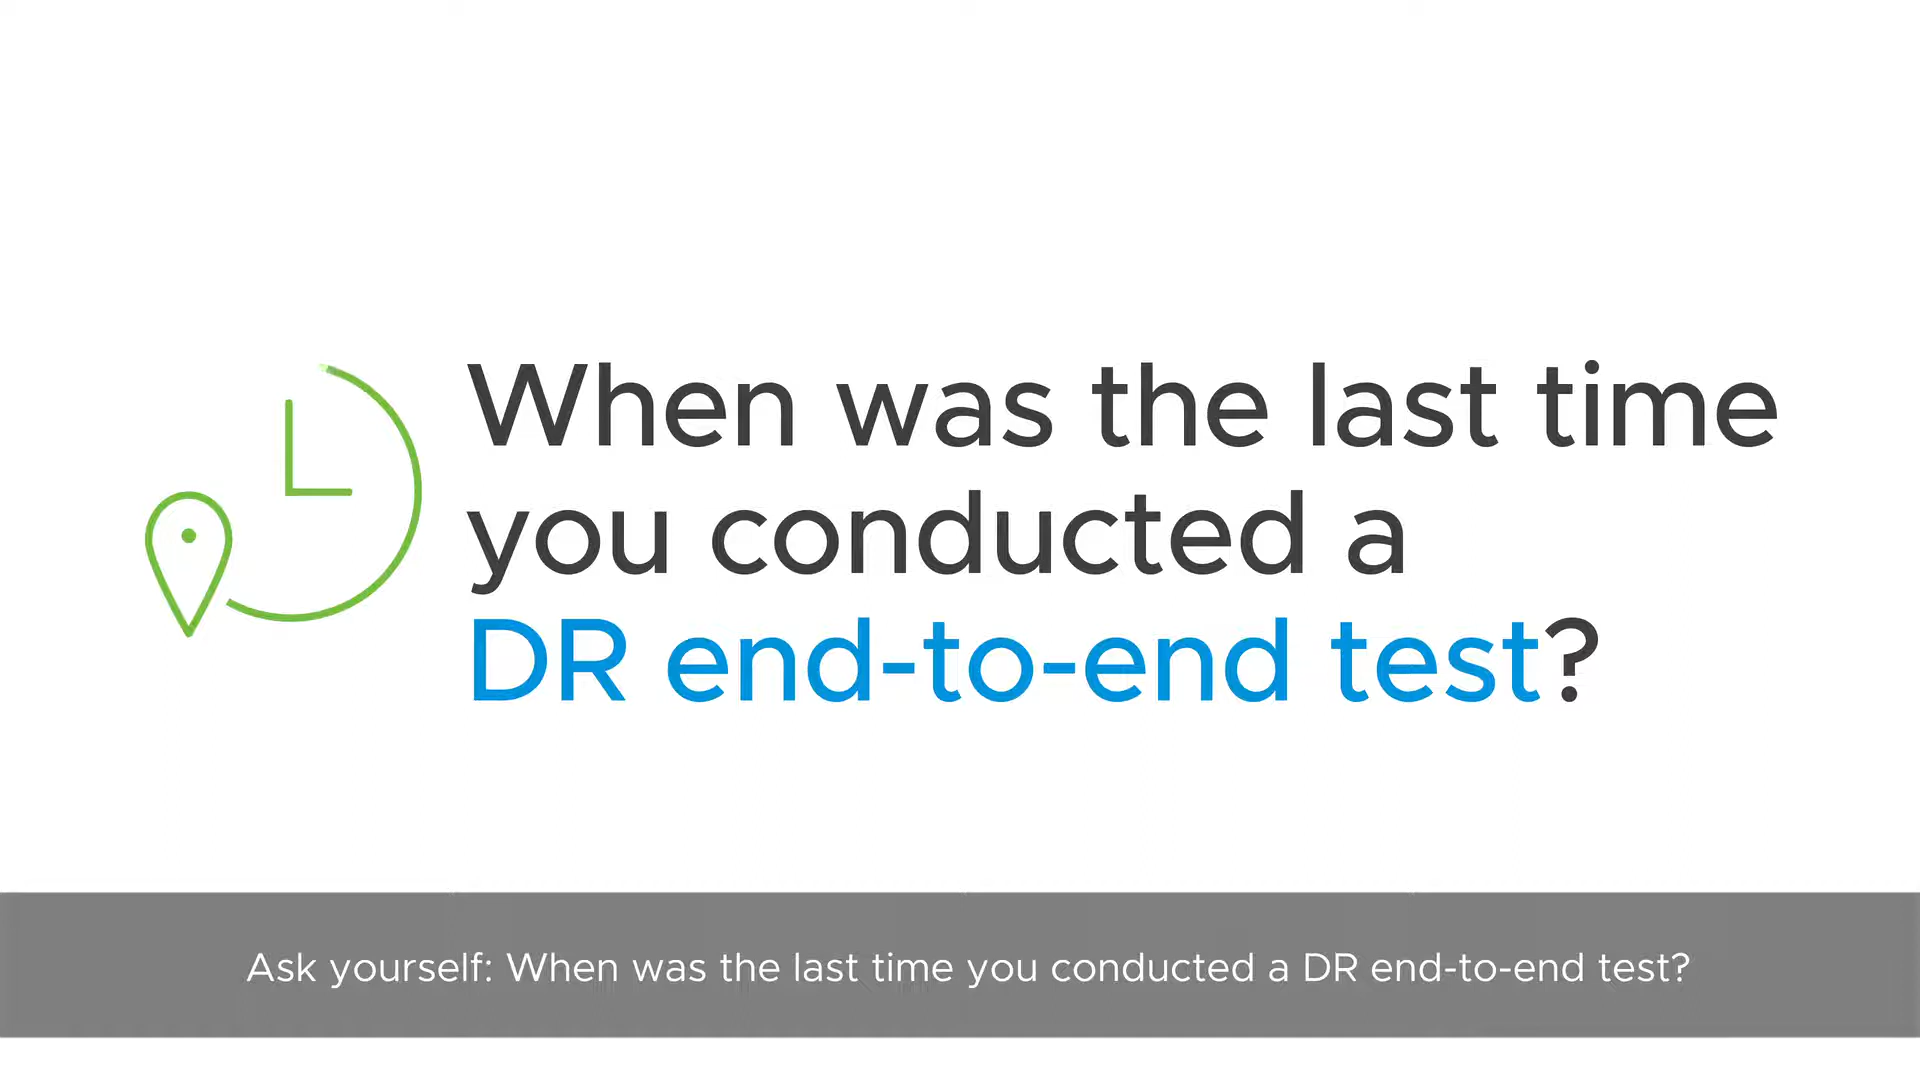 When was the last time
you conducted a
DR end-to-end test?
Ask yourself: When was the last time you conducted a DR end-to-end test?